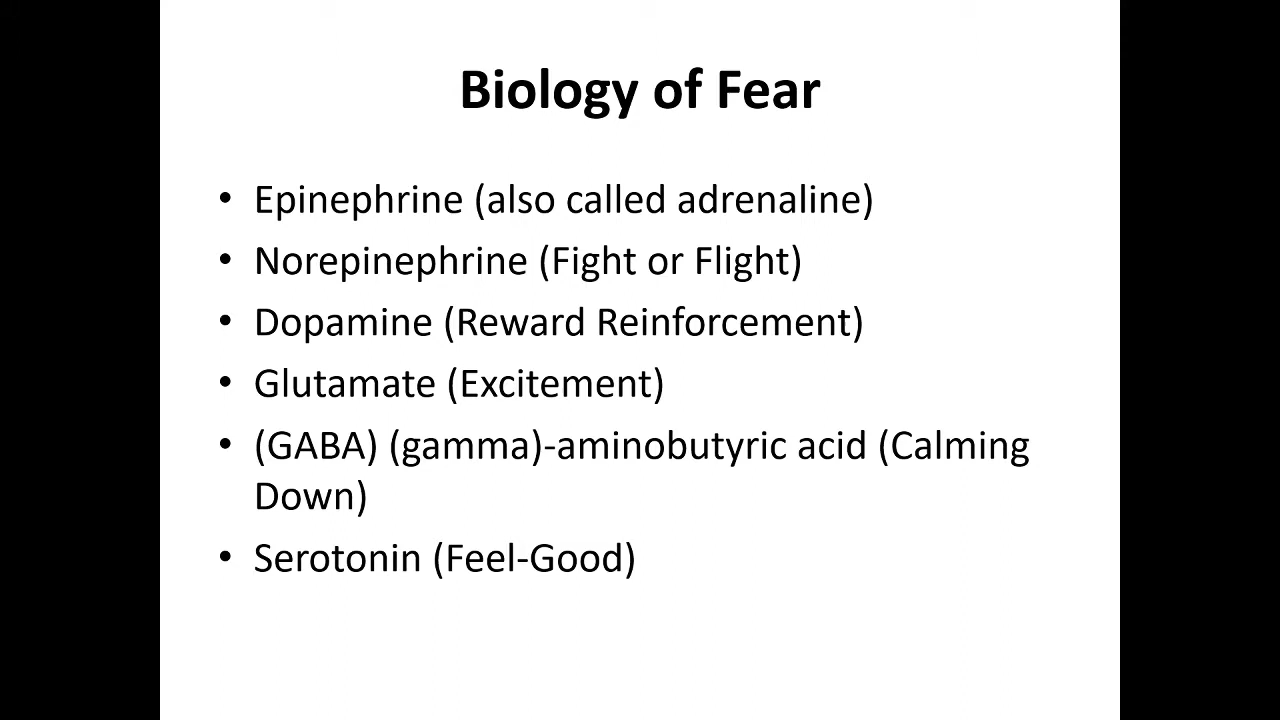 Biology of Fear
• Epinephrine (also called adrenaline)
• Norepinephrine (Fight or Flight)
• Dopamine (Reward Reinforcement)
• Glutamate (Excitement)
• (GABA) (gamma)-aminobutyric acid (Calming
Down)
• Serotonin (Feel-Good)